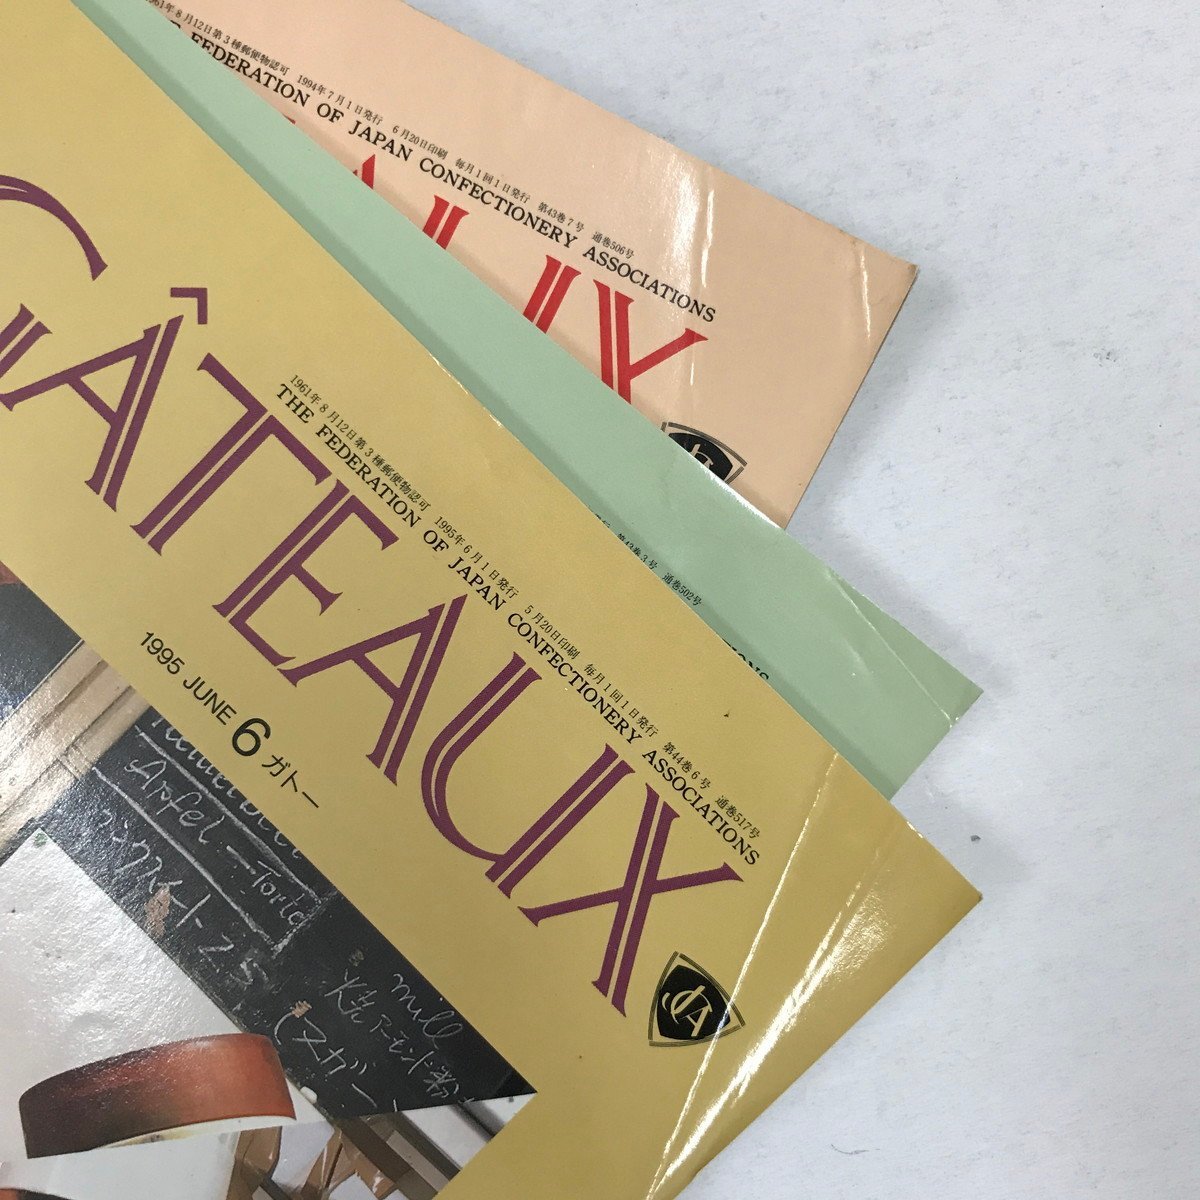 1961年8月12日第3種郵便物認可 1994年7月1日発行 6月20日印刷 毎月1回1日発行 第43巻7号 通巻506号
THE FEDERATION OF JAPAN CONFECTIONERY ASSOCIATIONS
AUX
第43巻3号 通巻502号
1961年8月12日第3種郵便物認可 1995年6月1日発行 5月20日印刷 毎月1回1日発行 第44巻6号 通巻517号
THE FEDERATION OF JAPAN CONFECTIONERY ASSOCIATIONS
GÂTEAUX
1995 JUNE 6 ガトー
JCA
Apfel — Torte
mill